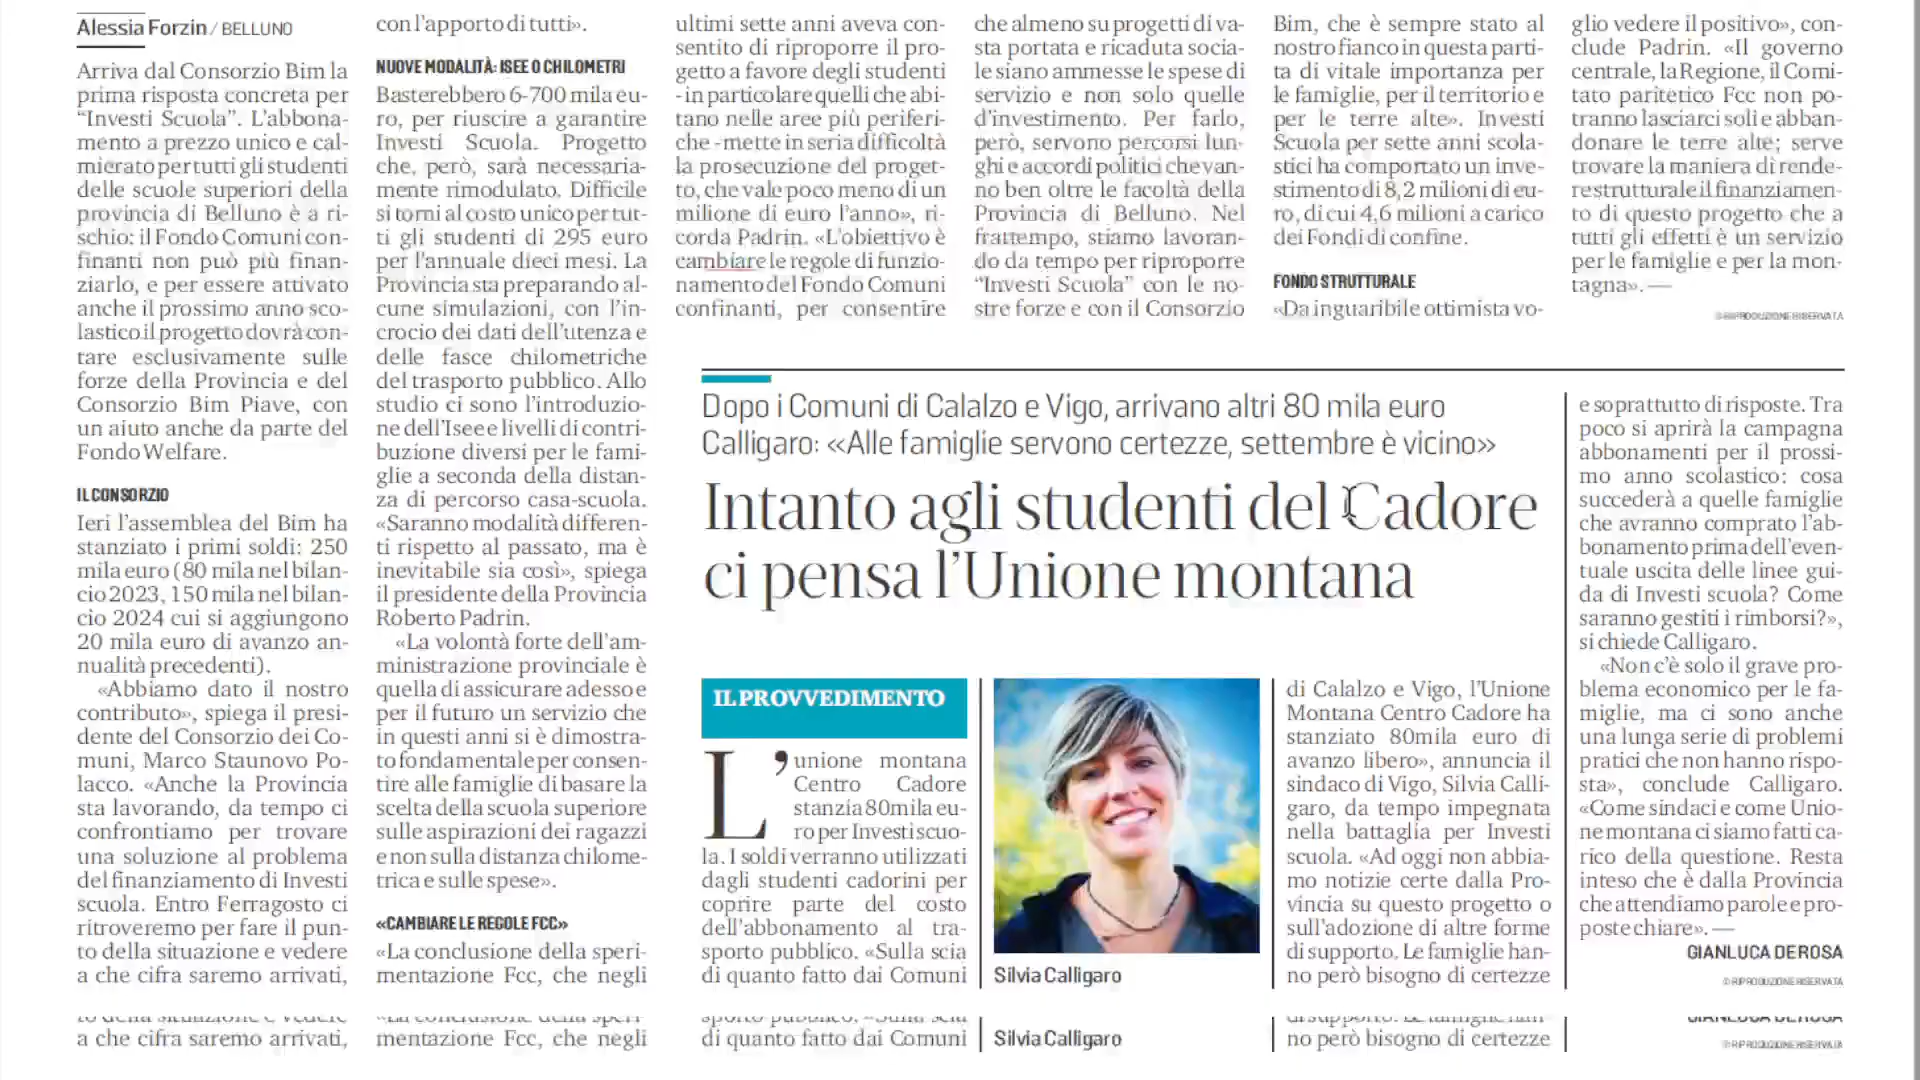 Alessia Forzin / BELLUNO
Arriva dal Consorzio Bim la
prima risposta concreta per
“Investi Scuola”. L’abbona-
mento a prezzo unico e cal-
mierato per tutti gli studenti
delle scuole superiori della
provincia di Belluno è a ri-
schio: il Fondo Comuni con-
finanti non può più finan-
ziarlo, e per essere attivato
anche il prossimo anno sco-
lastico il progetto dovrà con-
tare esclusivamente sulle
forze della Provincia e del
Consorzio Bim Piave, con
un aiuto anche da parte del
Fondo Welfare.
IL CONSORZIO
Ieri l’assemblea del Bim ha
stanziato i primi soldi: 250
mila euro (80 mila nel bilan-
cio 2023, 150 mila nel bilan-
cio 2024 cui si aggiungono
20 mila euro di avanzo an-
nualità precedenti).
«Abbiamo dato il nostro
contributo», spiega il presi-
dente del Consorzio dei Co-
muni, Marco Staunovo Po-
lacco. «Anche la Provincia
sta lavorando, da tempo ci
confrontiamo per trovare
una soluzione al problema
del finanziamento di Investi
scuola. Entro Ferragosto ci
ritroveremo per fare il pun-
to della situazione e vedere
a che cifra saremo arrivati,
con l’apporto di tutti».
NUOVE MODALITÀ: ISEE O CHILOMETRI
Basterebbero 6-700 mila eu-
ro, per riuscire a garantire
Investi Scuola. Progetto
che, però, sarà necessaria-
mente rimodulato. Difficile
si torni al costo unico per tut-
ti gli studenti di 295 euro
per l’annuale dieci mesi. La
Provincia sta preparando al-
cune simulazioni, con l’in-
crocio dei dati dell’utenza e
delle fasce chilometriche
del trasporto pubblico. Allo
studio ci sono l’introduzio-
ne dell’Isee e livelli di contri-
buzione diversi per le fami-
glie a seconda della distan-
za di percorso casa-scuola.
«Saranno modalità differen-
ti rispetto al passato, ma è
inevitabile sia così», spiega
il presidente della Provincia
Roberto Padrin.
«La volontà forte dell’am-
ministrazione provinciale è
quella di assicurare adesso e
per il futuro un servizio che
in questi anni si è dimostra-
to fondamentale per consen-
tire alle famiglie di basare la
scelta della scuola superiore
sulle aspirazioni dei ragazzi
e non sulla distanza chilome-
trica e sulle spese».
«CAMBIARE LE REGOLE FCC»
«La conclusione della speri-
mentazione Fcc, che negli
ultimi sette anni aveva con-
sentito di riproporre il pro-
getto a favore degli studenti
- in particolare quelli che abi-
tano nelle aree più periferi-
che - mette in seria difficoltà
la prosecuzione del proget-
to, che vale poco meno di un
milione di euro l’anno», ri-
corda Padrin. «L’obiettivo è
cambiare le regole di funzio-
namento del Fondo Comuni
confinanti, per consentire
che almeno su progetti di va-
sta portata e ricaduta socia-
le siano ammesse le spese di
servizio e non solo quelle
d’investimento. Per farlo,
però, servono percorsi lun-
ghi e accordi politici che van-
no ben oltre le facoltà della
Provincia di Belluno. Nel
frattempo, stiamo lavoran-
do da tempo per riproporre
“Investi Scuola” con le no-
stre forze e con il Consorzio
Bim, che è sempre stato al
nostro fianco in questa parti-
ta di vitale importanza per
le famiglie, per il territorio e
per le terre alte». Investi
Scuola per sette anni scola-
stici ha comportato un inve-
stimento di 8,2 milioni di eu-
ro, di cui 4,6 milioni a carico
dei Fondi di confine.
FONDO STRUTTURALE
«Da inguaribile ottimista vo-
glio vedere il positivo», con-
clude Padrin. «Il governo
centrale, la Regione, il Comi-
tato paritetico Fcc non po-
tranno lasciarci soli e abban-
donare le terre alte; serve
trovare la maniera di rende-
re strutturale il finanziamen-
to di questo progetto che a
tutti gli effetti è un servizio
per le famiglie e per la mon-
tagna». —
© RIPRODUZIONE RISERVATA
Dopo i Comuni di Calalzo e Vigo, arrivano altri 80 mila euro
Calligaro: «Alle famiglie servono certezze, settembre è vicino»
Intanto agli studenti del Cadore
ci pensa l’Unione montana
IL PROVVEDIMENTO
L’unione montana
Centro Cadore
stanzia 80mila eu-
ro per Investi scuo-
la. I soldi verranno utilizzati
dagli studenti cadorini per
coprire parte del costo
dell’abbonamento al tra-
sporto pubblico. «Sulla scia
di quanto fatto dai Comuni
Silvia Calligaro
di Calalzo e Vigo, l’Unione
Montana Centro Cadore ha
stanziato 80mila euro di
avanzo libero», annuncia il
sindaco di Vigo, Silvia Calli-
garo, da tempo impegnata
nella battaglia per Investi
scuola. «Ad oggi non abbia-
mo notizie certe dalla Pro-
vincia su questo progetto o
sull’adozione di altre forme
di supporto. Le famiglie han-
no però bisogno di certezze
e soprattutto di risposte. Tra
poco si aprirà la campagna
abbonamenti per il prossi-
mo anno scolastico: cosa
succederà a quelle famiglie
che avranno comprato l’ab-
bonamento prima dell’even-
tuale uscita delle linee gui-
da di Investi scuola? Come
saranno gestiti i rimborsi?»,
si chiede Calligaro.
«Non c’è solo il grave pro-
blema economico per le fa-
miglie, ma ci sono anche
una lunga serie di problemi
pratici che non hanno rispo-
sta», conclude Calligaro.
«Come sindaci e come Unio-
ne montana ci siamo fatti ca-
rico della questione. Resta
inteso che è dalla Provincia
che attendiamo parole e pro-
poste chiare». —
GIANLUCA DE ROSA
© RIPRODUZIONE RISERVATA
a che cifra saremo arrivati,
mentazione Fcc, che negli
di quanto fatto dai Comuni
Silvia Calligaro
no però bisogno di certezze
© RIPRODUZIONE RISERVATA